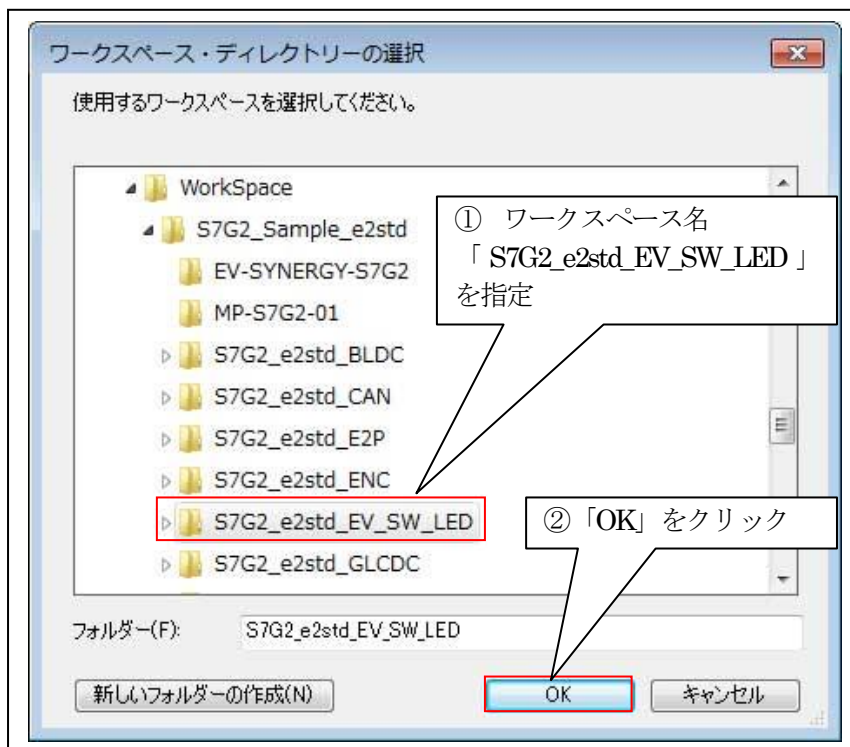 ワークスペース・ディレクトリーの選択
使用するワークスペースを選択してください。
WorkSpace
S7G2_Sample_e2std
EV-SYNERGY-S7G2
MP-S7G2-01
S7G2_e2std_BLDC
S7G2_e2std_CAN
S7G2_e2std_E2P
S7G2_e2std_ENC
S7G2_e2std_EV_SW_LED
S7G2_e2std_GLCDC
① ワークスペース名
「 S7G2_e2std_EV_SW_LED 」
を指定
②「OK」をクリック
フォルダー(F): S7G2_e2std_EV_SW_LED
新しいフォルダーの作成(N) OK キャンセル